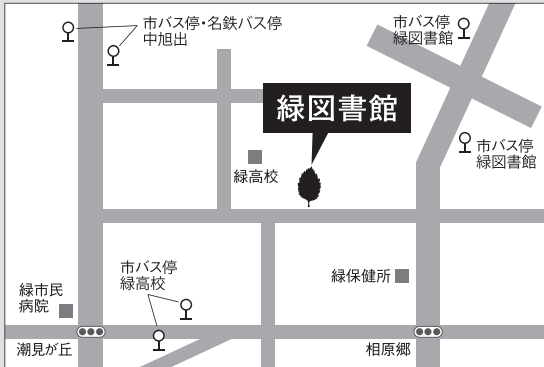 市バス停・名鉄バス停
中旭出
市バス停
緑図書館
緑図書館
市バス停
緑図書館
緑高校
市バス停
緑高校
緑保健所
緑市民
病院
潮見が丘
相原郷